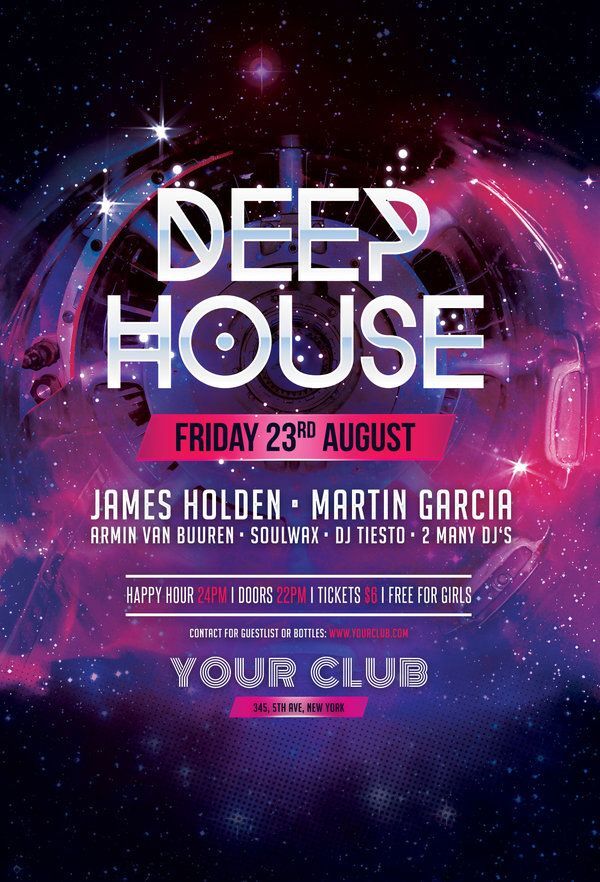 DEEP
HOUSE
FRIDAY 23RD AUGUST
JAMES HOLDEN · MARTIN GARCIA
ARMIN VAN BUUREN · SOULWAX · DJ TIESTO · 2 MANY DJ'S
HAPPY HOUR 24PM | DOORS 22PM | TICKETS $6 | FREE FOR GIRLS
CONTACT FOR GUESTLIST OR BOTTLES: WWW.YOURCLUB.COM
YOUR CLUB
345, 5TH AVE, NEW YORK